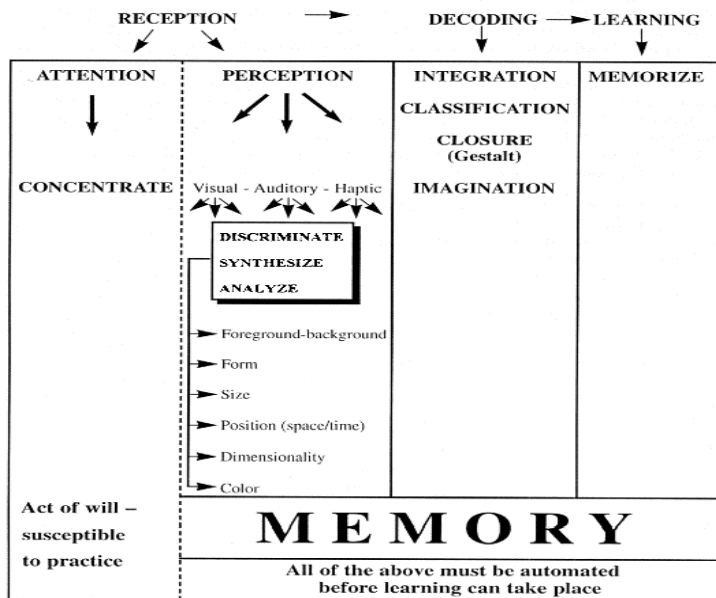 RECEPTION DECODING LEARNING
ATTENTION PERCEPTION INTEGRATION MEMORIZE
CLASSIFICATION
CLOSURE
(Gestalt)
CONCENTRATE Visual - Auditory - Haptic IMAGINATION
DISCRIMINATE
SYNTHESIZE
ANALYZE
Foreground-background
Form
Size
Position (space/time)
Dimensionality
Color
Act of will –
susceptible
to practice
MEMORY
All of the above must be automated
before learning can take place